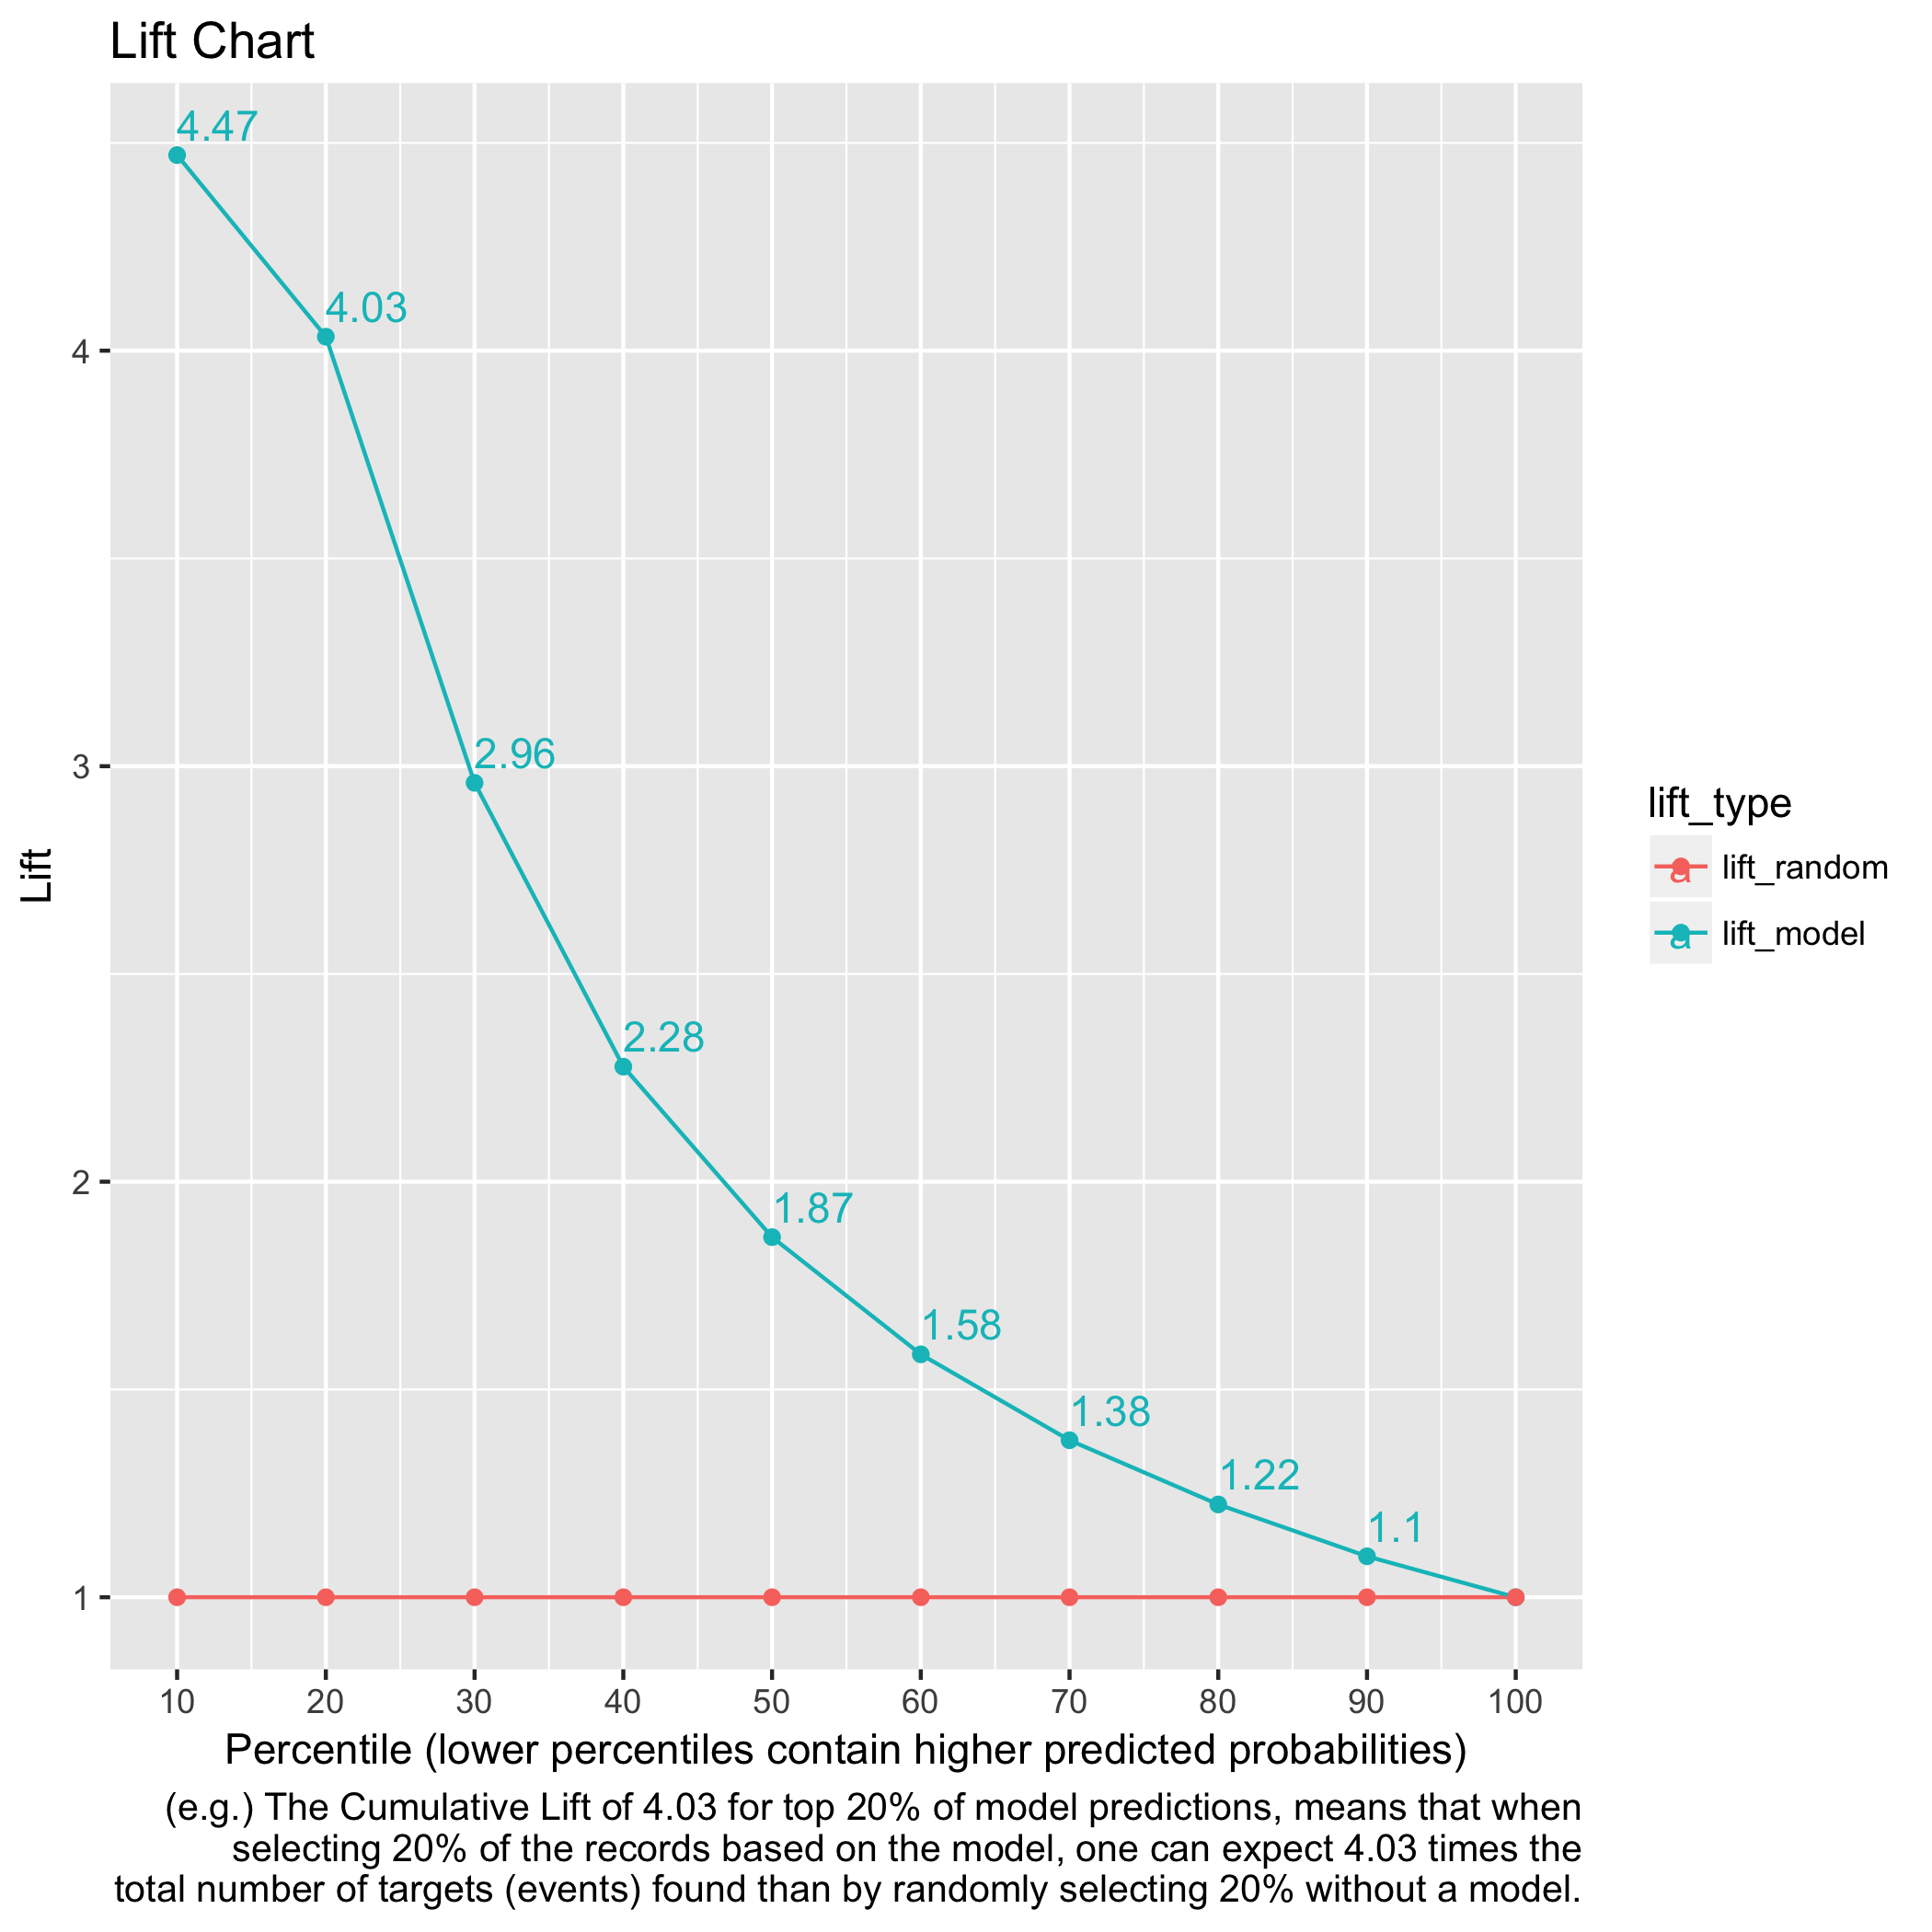 Lift Chart
4.47
4.03
4
2.96
3
2.28
2
1.87
1.58
1.38
1.22
1.1
1
Lift
10 20 30 40 50 60 70 80 90 100
Percentile (lower percentiles contain higher predicted probabilities)
(e.g.) The Cumulative Lift of 4.03 for top 20% of model predictions, means that when
selecting 20% of the records based on the model, one can expect 4.03 times the
total number of targets (events) found than by randomly selecting 20% without a model.
lift_type
a lift_random
a lift_model